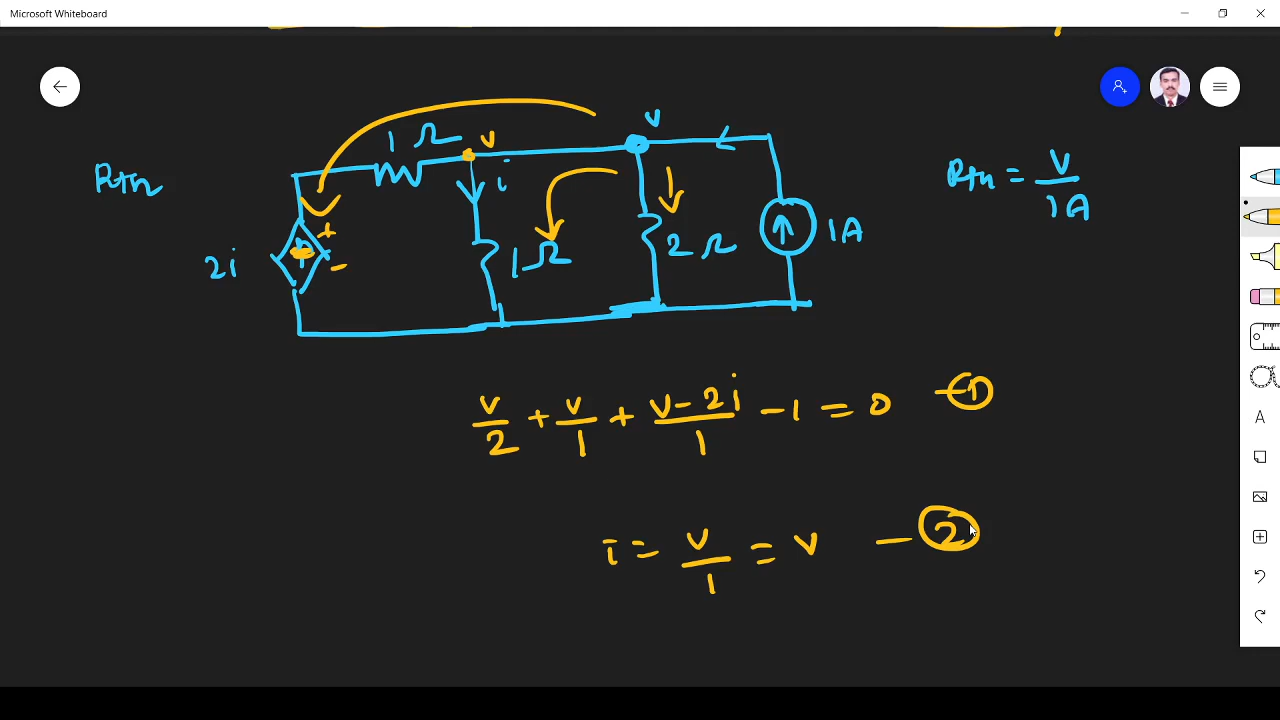 Microsoft Whiteboard
1 Ω
v
v
Rth
i
Rth = v/1A
2i
+
-
1Ω
2 Ω
1A
v/2 + v/1 + v-2i/1 - 1 = 0 - 1
i = v/1 = v - 2
A